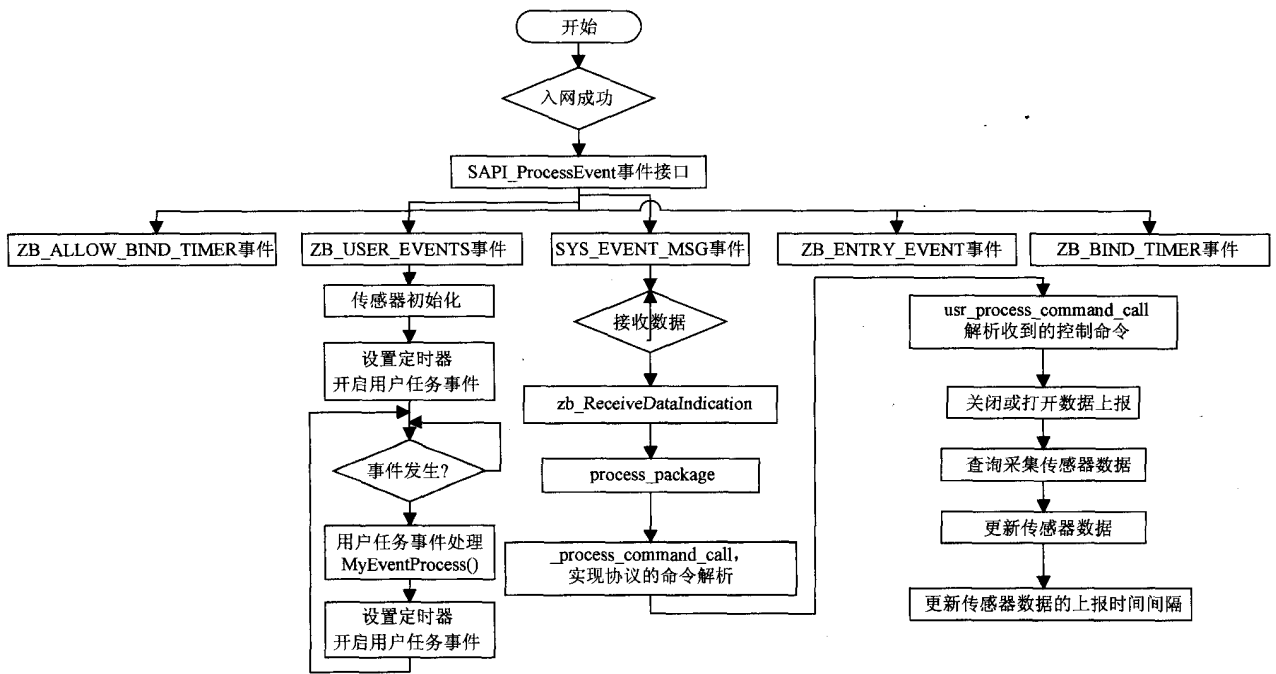 开始
入网成功
SAPI_ProcessEvent事件接口
ZB_ALLOW_BIND_TIMER事件
ZB_USER_EVENTS事件
SYS_EVENT_MSG事件
ZB_ENTRY_EVENT事件
ZB_BIND_TIMER事件
传感器初始化
设置定时器
开启用户任务事件
事件发生?
用户任务事件处理
MyEventProcess()
设置定时器
开启用户任务事件
接收数据
zb_ReceiveDataIndication
process_package
_process_command_call,
实现协议的命令解析
usr_process_command_call
解析收到的控制命令
关闭或打开数据上报
查询采集传感器数据
更新传感器数据
更新传感器数据的上报时间间隔